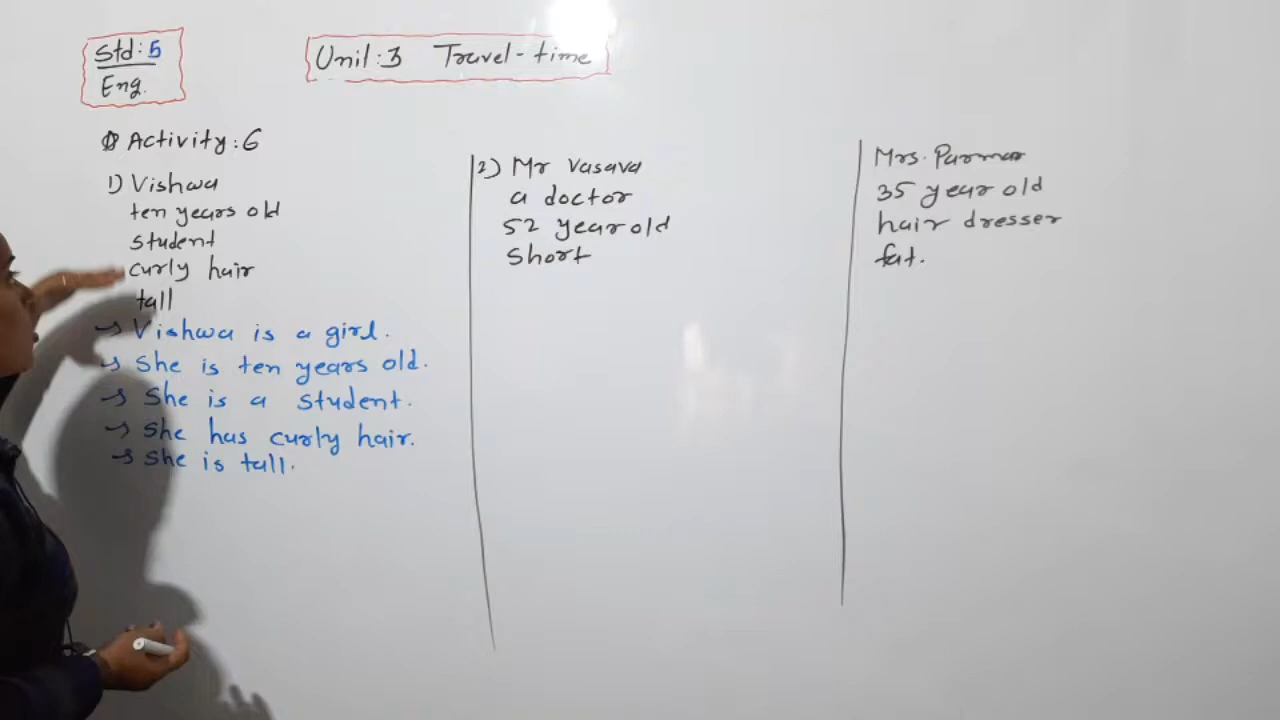 Std: 5
Eng.
Unit: 3 Travel-time
Activity: 6
1) Vishwa
ten years old
student
curly hair
tall
→ Vishwa is a girl.
→ She is ten years old.
→ She is a student.
→ She has curly hair.
→ She is tall.
2) Mr Vasava
a doctor
52 year old
Short
Mrs. Parmar
35 year old
hair dresser
fat.